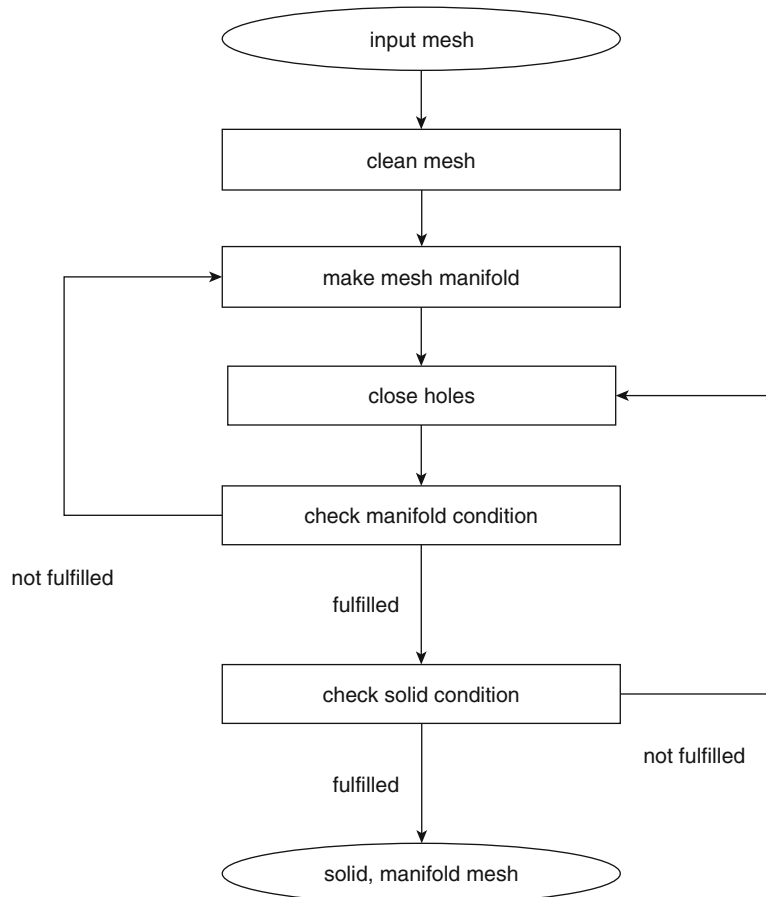 input mesh
clean mesh
make mesh manifold
close holes
check manifold condition
not fulfilled
fulfilled
check solid condition
not fulfilled
fulfilled
solid, manifold mesh